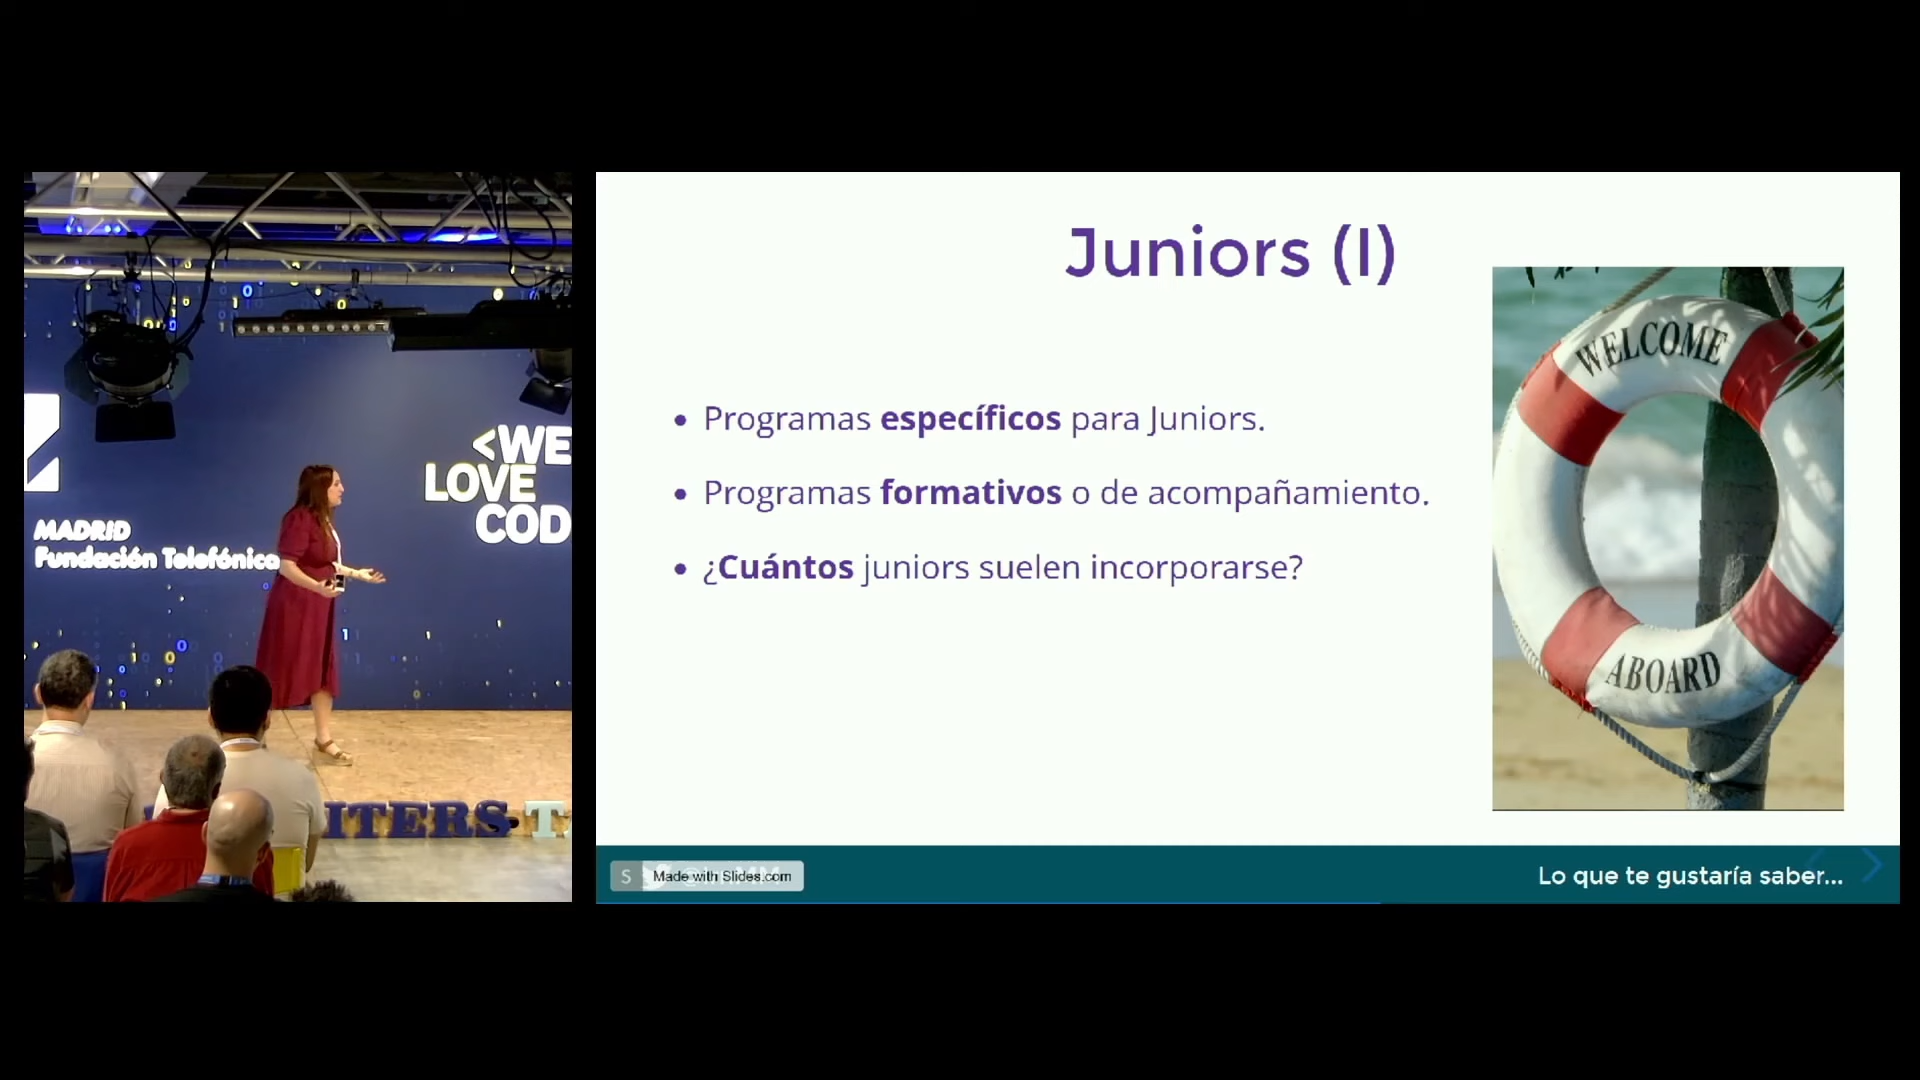 <WE
LOVE
COD
MADRID
Fundación Telefónica
ITERS
Juniors (I)
Programas específicos para Juniors.
Programas formativos o de acompañamiento.
¿Cuántos juniors suelen incorporarse?
WELCOME
ABOARD
S Made with Slides.com
Lo que te gustaría saber...